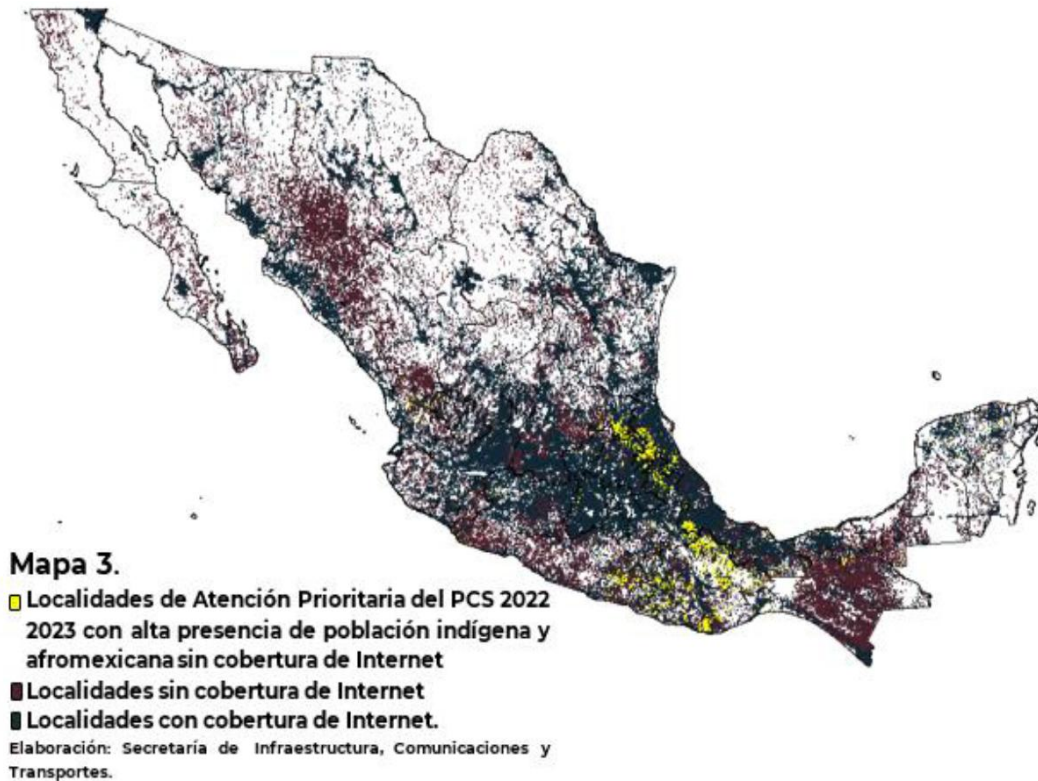 Mapa 3.
Localidades de Atención Prioritaria del PCS 2022
2023 con alta presencia de población indígena y
afromexicana sin cobertura de Internet
Localidades sin cobertura de Internet
Localidades con cobertura de Internet.
Elaboración: Secretaría de Infraestructura, Comunicaciones y
Transportes.